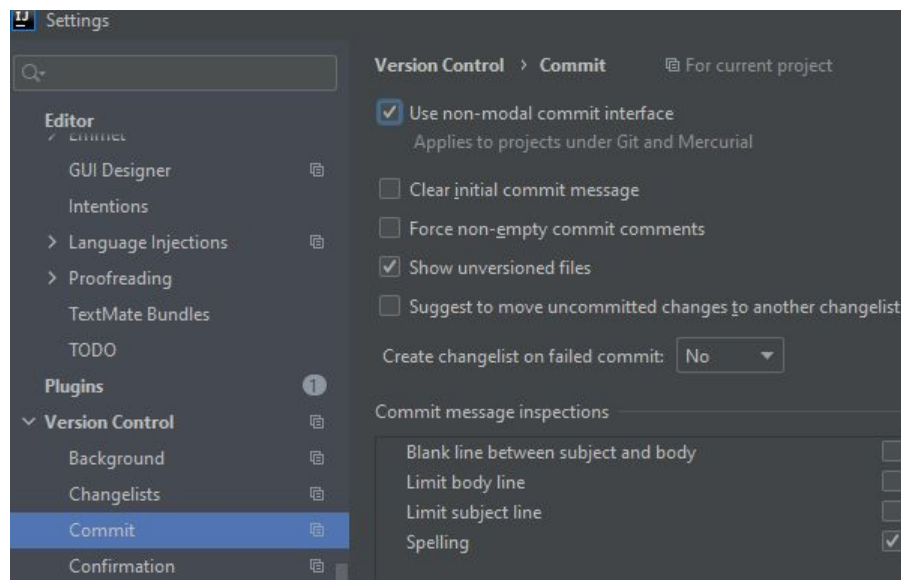 IJ Settings
Editor
Emmet
GUI Designer
Intentions
Language Injections
Proofreading
TextMate Bundles
TODO
Plugins 1
Version Control
Background
Changelists
Commit
Confirmation
Version Control › Commit For current project
Use non-modal commit interface
Applies to projects under Git and Mercurial
Clear initial commit message
Force non-empty commit comments
Show unversioned files
Suggest to move uncommitted changes to another changelist
Create changelist on failed commit: No
Commit message inspections
Blank line between subject and body
Limit body line
Limit subject line
Spelling